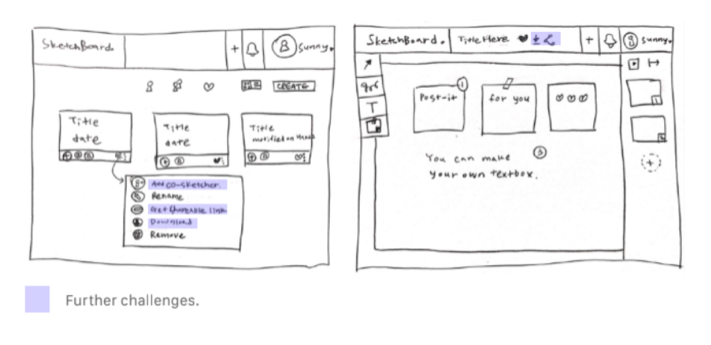 SketchBoard.
+
sunny.
CREATE
Title
date
Title
date
Title
modified on
Add co-sketcher.
Rename
Get shareable link
Download
Remove
SketchBoard.
Title Here
+
sunny.
T
Post-it
for you
You can make
your own textbox.
Further challenges.